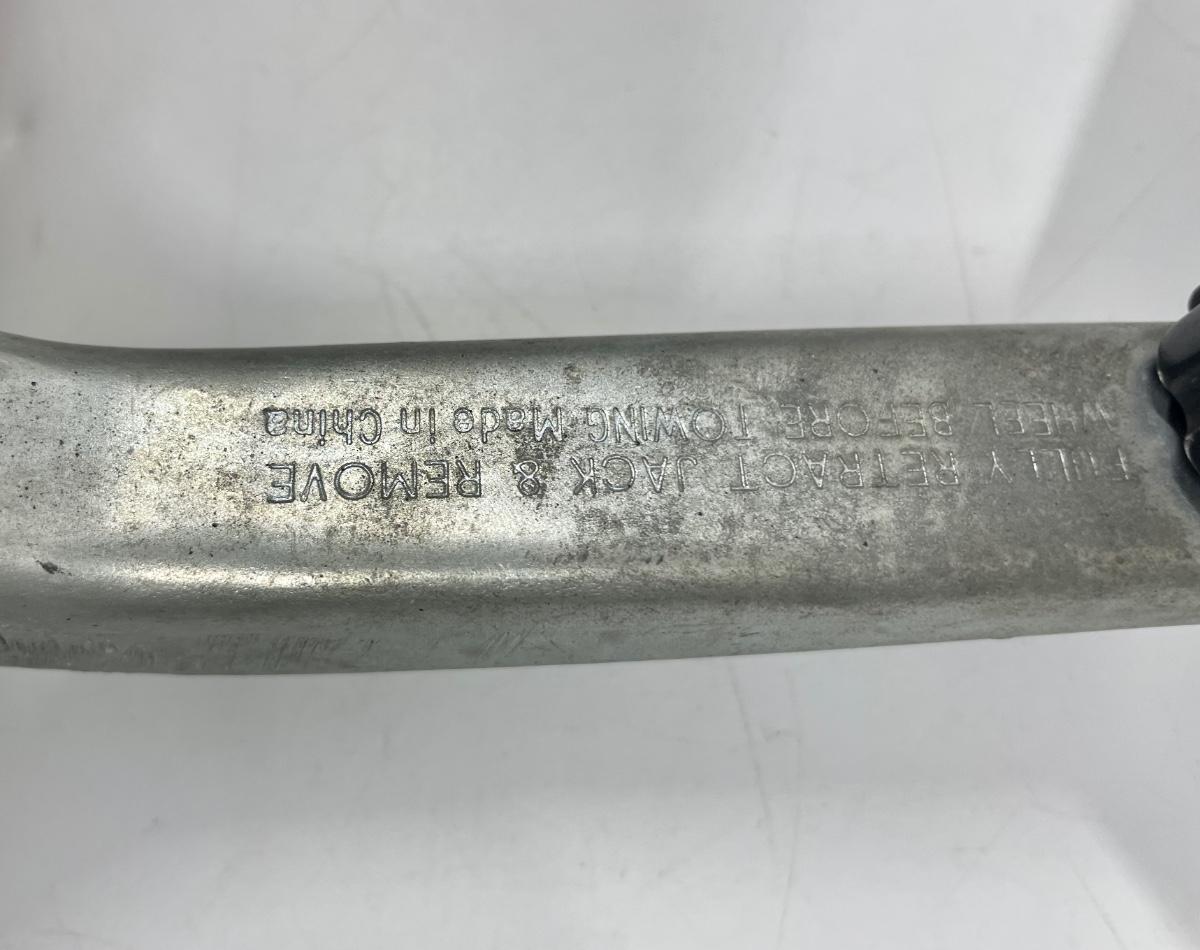 FULLY RETRACT JACK & REMOVE
WHEEL BEFORE TOWING Made in China